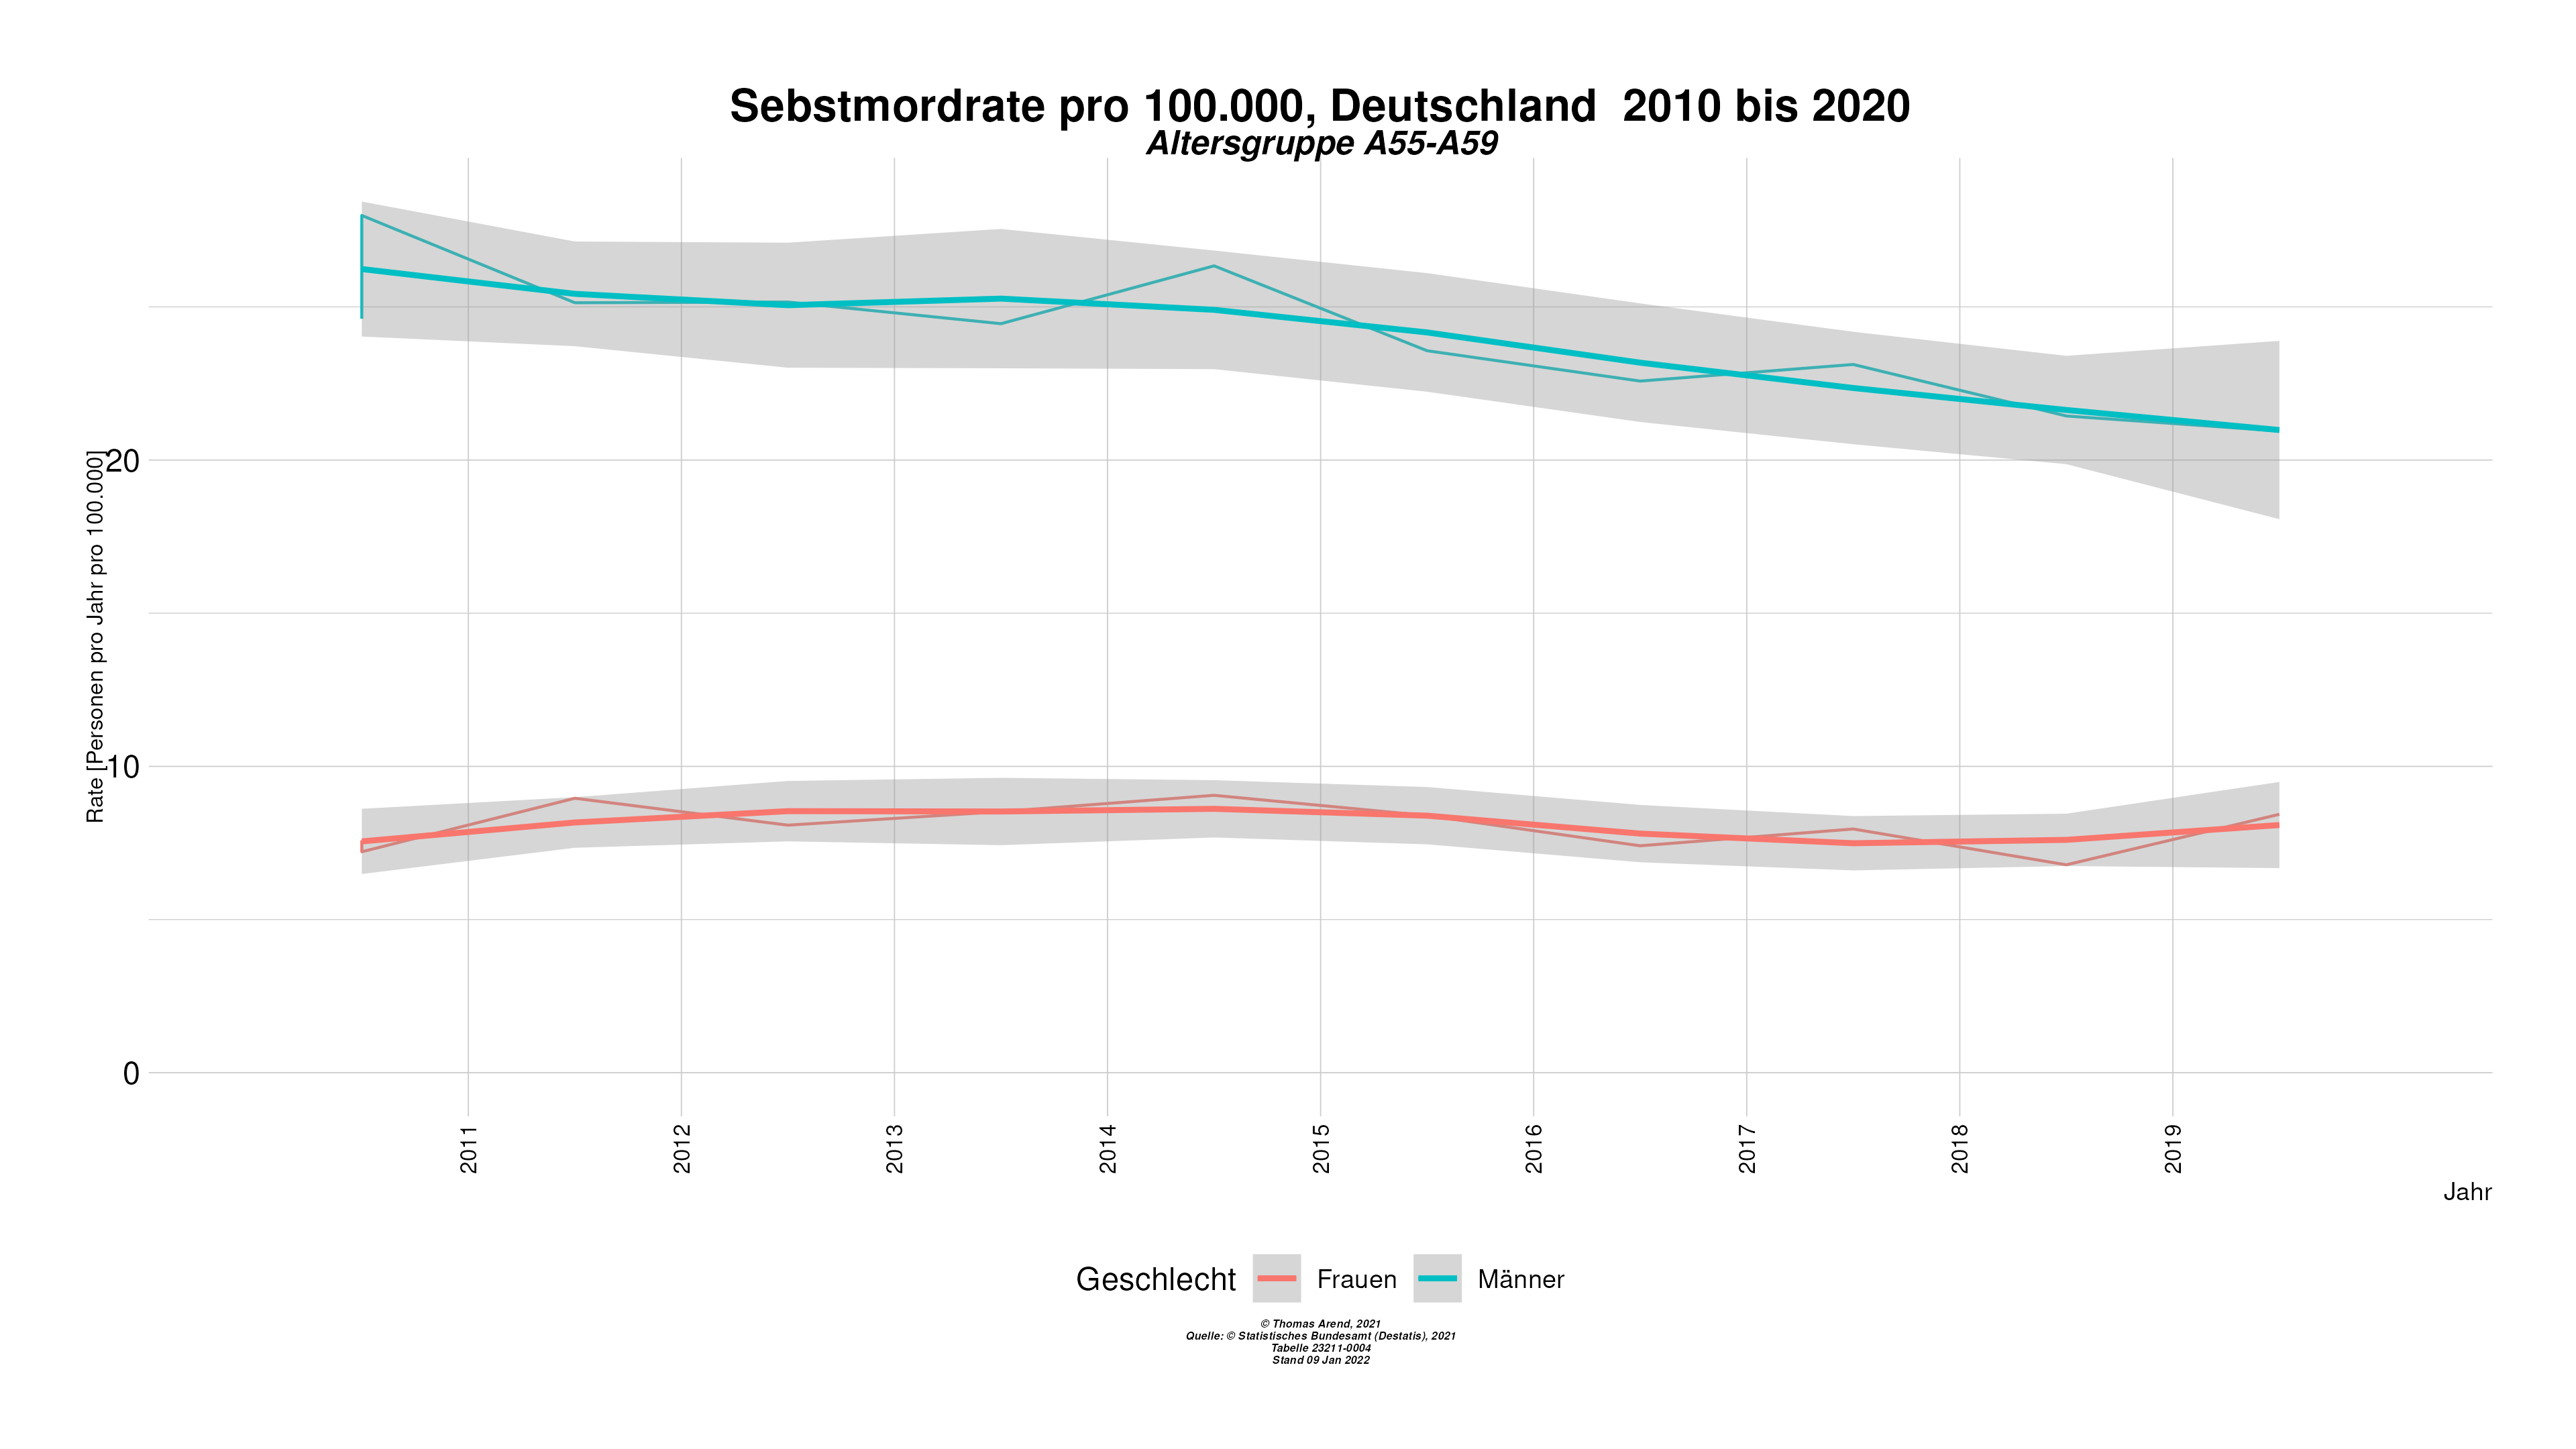 Sebstmordrate pro 100.000, Deutschland  2010 bis 2020
Altersgruppe A55-A59
Rate [Personen pro Jahr pro 100.000]
20
10
0
2011
2012
2013
2014
2015
2016
2017
2018
2019
Jahr
Geschlecht Frauen Männer
© Thomas Arend, 2021
Quelle: © Statistisches Bundesamt (Destatis), 2021
Tabelle 23211-0004
Stand 09 Jan 2022